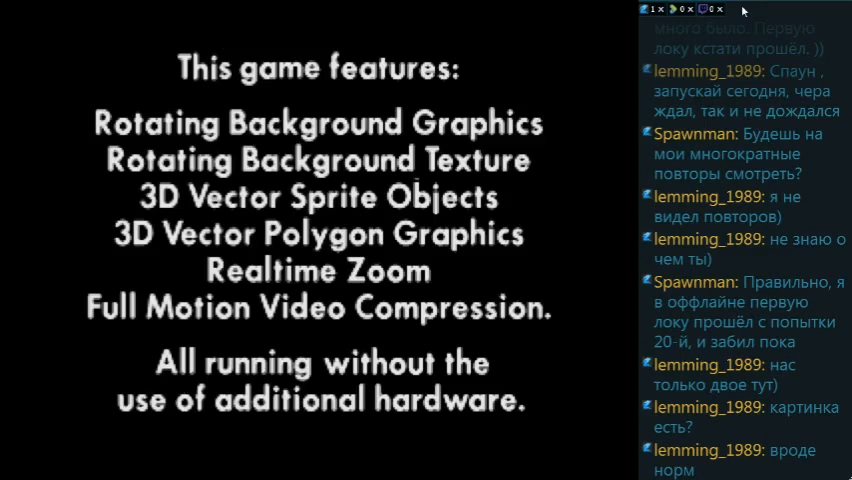 This game features:
Rotating Background Graphics
Rotating Background Texture
3D Vector Sprite Objects
3D Vector Polygon Graphics
Realtime Zoom
Full Motion Video Compression.
All running without the
use of additional hardware.
1 × 0 × 0 ×
много было. Первую
локу кстати прошёл. ))
lemming_1989: Спаун ,
запускай сегодня, чера
ждал, так и не дождался
Spawnman: Будешь на
мои многократные
повторы смотреть?
lemming_1989: я не
видел повторов)
lemming_1989: не знаю о
чем ты)
Spawnman: Правильно, я
в оффлайне первую
локу прошёл с попытки
20-й, и забил пока
lemming_1989: нас
только двое тут)
lemming_1989: картинка
есть?
lemming_1989: вроде
норм